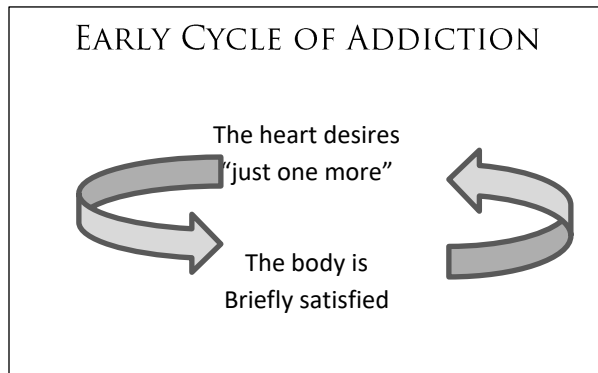 EARLY CYCLE OF ADDICTION
The heart desires
“just one more”
The body is
Briefly satisfied